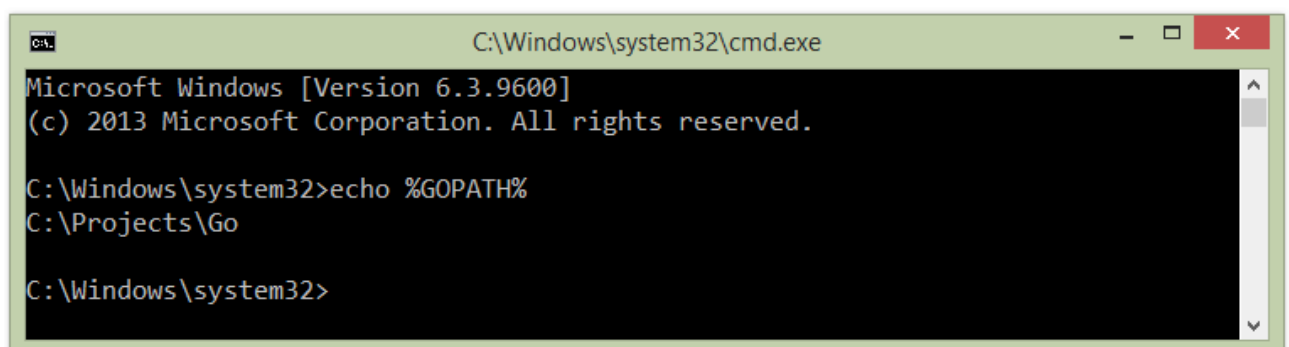 C:\Windows\system32\cmd.exe
Microsoft Windows [Version 6.3.9600]
(c) 2013 Microsoft Corporation. All rights reserved.
C:\Windows\system32>echo %GOPATH%
C:\Projects\Go
C:\Windows\system32>